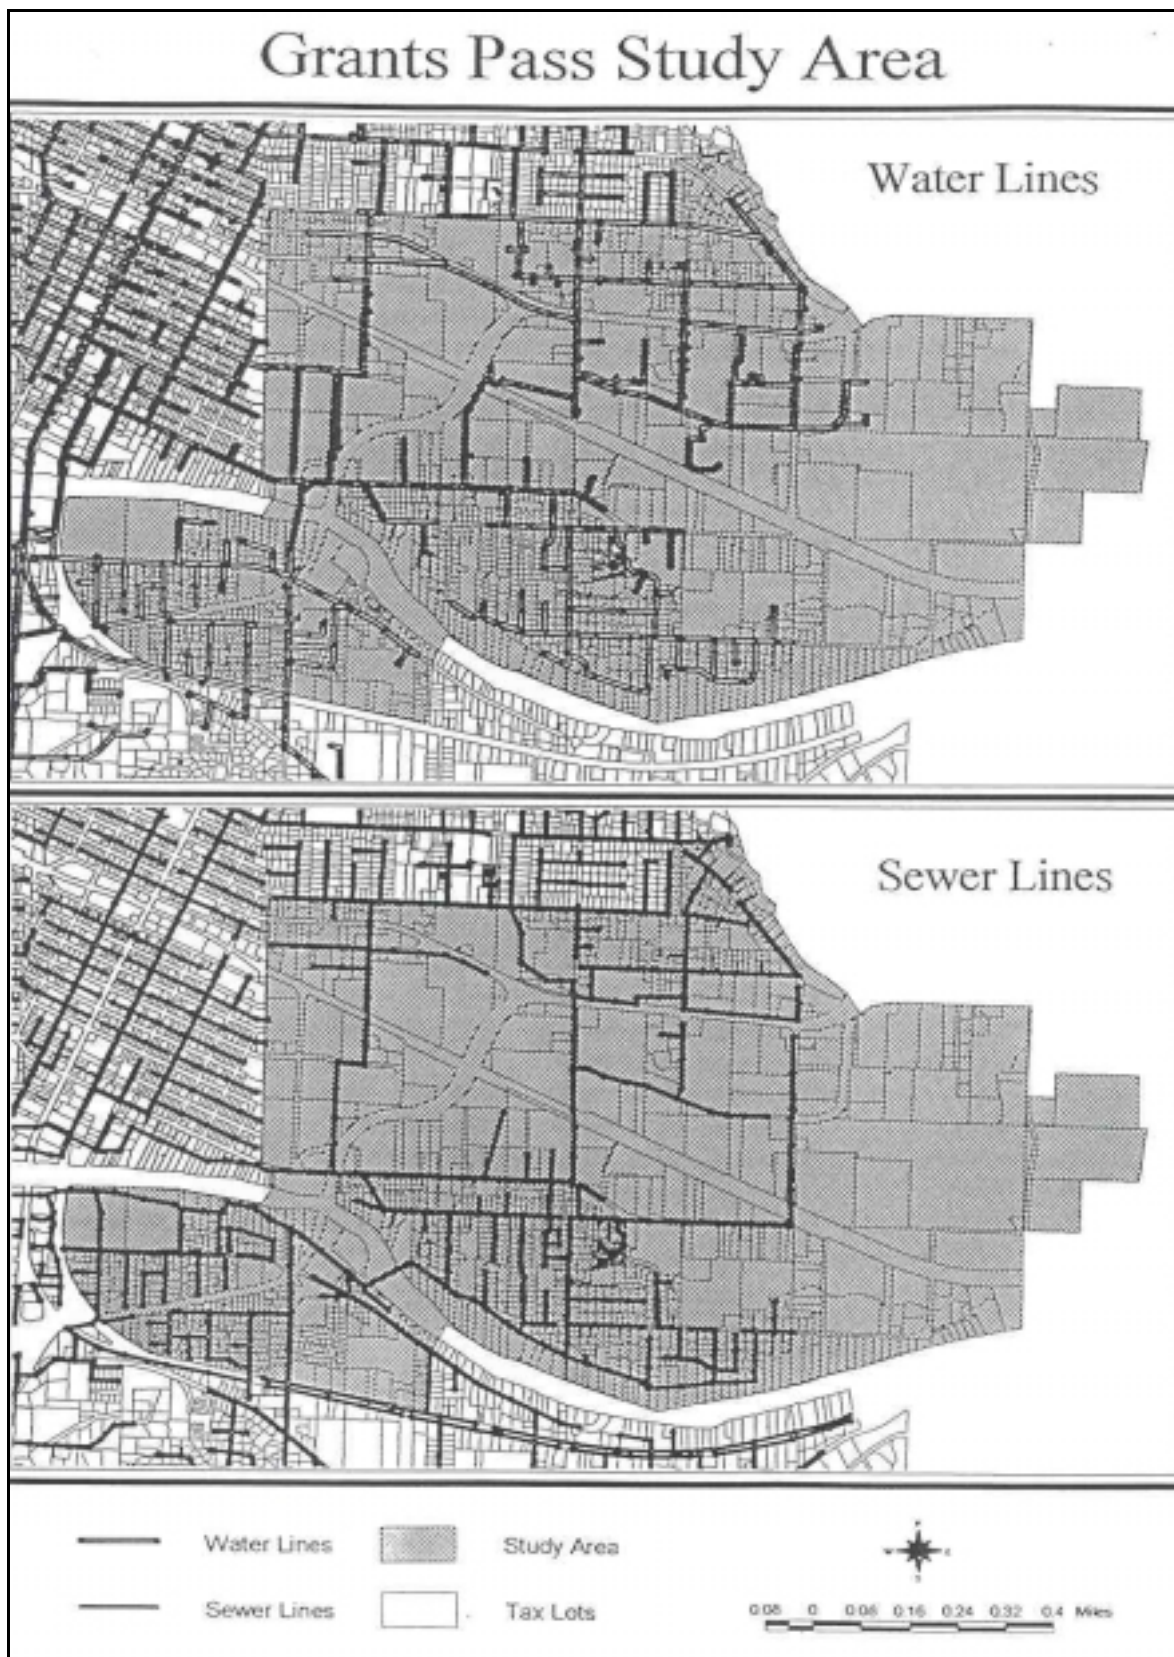 Grants Pass Study Area
Water Lines
Sewer Lines
Water Lines
Study Area
Sewer Lines
Tax Lots
0.08 0 0.08 0.16 0.24 0.32 0.4 Miles